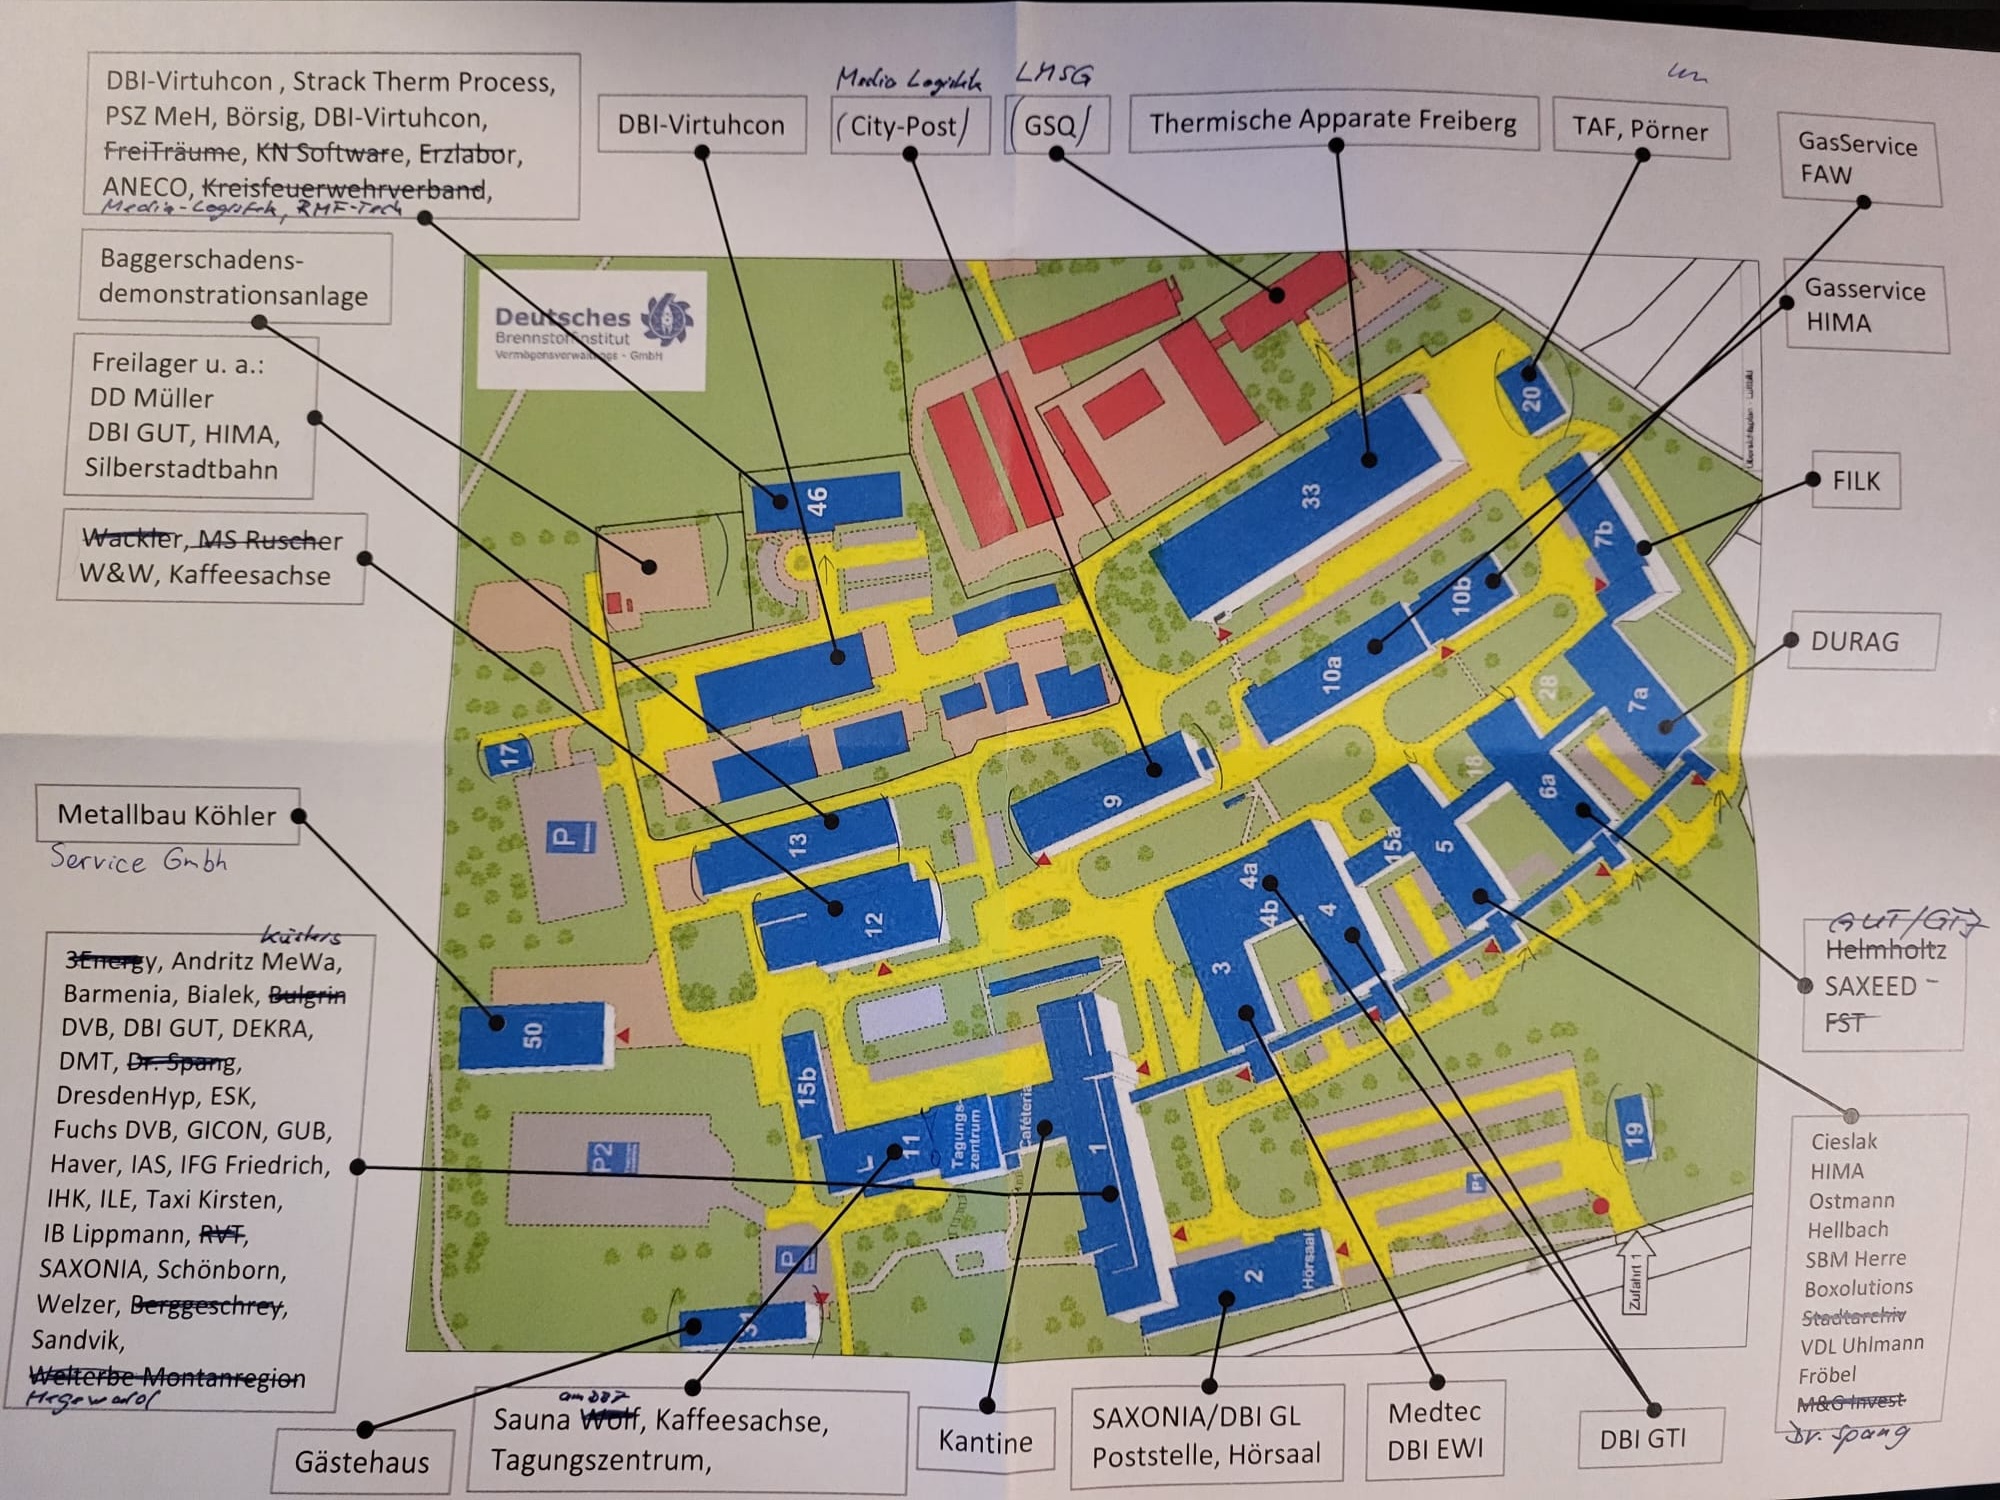 DBI-Virtuhcon , Strack Therm Process,
PSZ MeH, Börsig, DBI-Virtuhcon,
FreiTräume, KN Software, Erzlabor,
ANECO, Kreisfeuerwehrverband,
Media-Logistik, RMF-Tech
DBI-Virtuhcon
Media Logistik
(City-Post)
LMSG
(GSQ)
Thermische Apparate Freiberg
TAF, Pörner
GasService
FAW
Baggerschadens-
demonstrationsanlage
Gasservice
HIMA
Freilager u. a.:
DD Müller
DBI GUT, HIMA,
Silberstadtbahn
FILK
Wackler, MS Ruscher
W&W, Kaffeesachse
DURAG
Metallbau Köhler
Service Gmbh
Küsters
3Energy, Andritz MeWa,
Barmenia, Bialek, Bulgrin
DVB, DBI GUT, DEKRA,
DMT, Dr. Spang,
DresdenHyp, ESK,
Fuchs DVB, GICON, GUB,
Haver, IAS, IFG Friedrich,
IHK, ILE, Taxi Kirsten,
IB Lippmann, RVT,
SAXONIA, Schönborn,
Welzer, Berggeschrey,
Sandvik,
Welterbe Montanregion
Hegewald
GUT/GTI
Helmholtz
SAXEED -
FST
Cieslak
HIMA
Ostmann
Hellbach
SBM Herre
Boxolutions
Stadtarchiv
VDL Uhlmann
Fröbel
M&G Invest
Dr. Spang
Gästehaus
am DBI
Sauna Wolf, Kaffeesachse,
Tagungszentrum,
Kantine
SAXONIA/DBI GL
Poststelle, Hörsaal
Medtec
DBI EWI
DBI GTI
Deutsches
Brennstoffinstitut
Vermögensverwaltungs - GmbH
46
20
33
7b
10b
10a
28
7a
17
P
9
18
6a
13
15a
5
12
4a
4b
4
3
50
15b
P2
11
Tagungs-
zentrum
Cafeteria
1
19
P1
P
2
Hörsaal
31
Zufahrt 1